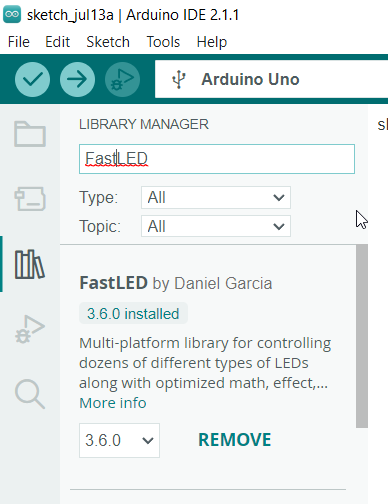 sketch_jul13a | Arduino IDE 2.1.1
File Edit Sketch Tools Help
Arduino Uno
LIBRARY MANAGER
FastLED
Type: All
Topic: All
FastLED by Daniel Garcia
3.6.0 installed
Multi-platform library for controlling
dozens of different types of LEDs
along with optimized math, effect,...
More info
3.6.0 REMOVE